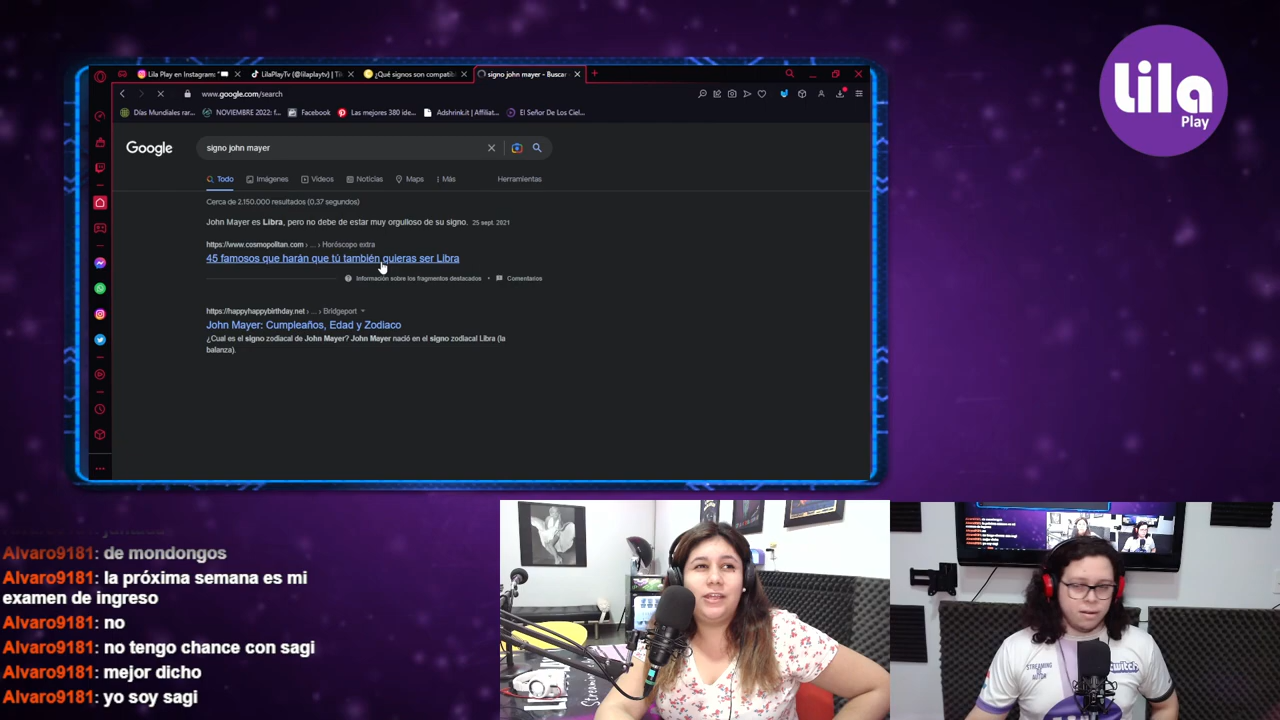 Lila Play en Instagram: "
LilaPlayTv (@lilaplaytv) | Ti
¿Qué signos son compatib
signo john mayer - Buscar
www.google.com/search
Días Mundiales rar...
NOVIEMBRE 2022: f...
Facebook
Las mejores 380 ide...
Adshrink.it | Affiliat...
El Señor De Los Ciel...
Lila
Play
Google
signo john mayer
Todo
Imágenes
Videos
Noticias
Maps
Más
Herramientas
Cerca de 2.150.000 resultados (0,37 segundos)
John Mayer es Libra, pero no debe de estar muy orgulloso de su signo. 25 sept. 2021
https://www.cosmopolitan.com › ... › Horóscopo extra
45 famosos que harán que tú también quieras ser Libra
Información sobre los fragmentos destacados • Comentarios
https://happyhappybirthday.net › ... › Bridgeport
John Mayer: Cumpleaños, Edad y Zodiaco
¿Cual es el signo zodiacal de John Mayer? John Mayer nació en el signo zodiacal Libra (la
balanza).
Alvaro9181: de mondongos
Alvaro9181: la próxima semana es mi
examen de ingreso
Alvaro9181: no
Alvaro9181: no tengo chance con sagi
Alvaro9181: mejor dicho
Alvaro9181: yo soy sagi
STREAMING
twitch